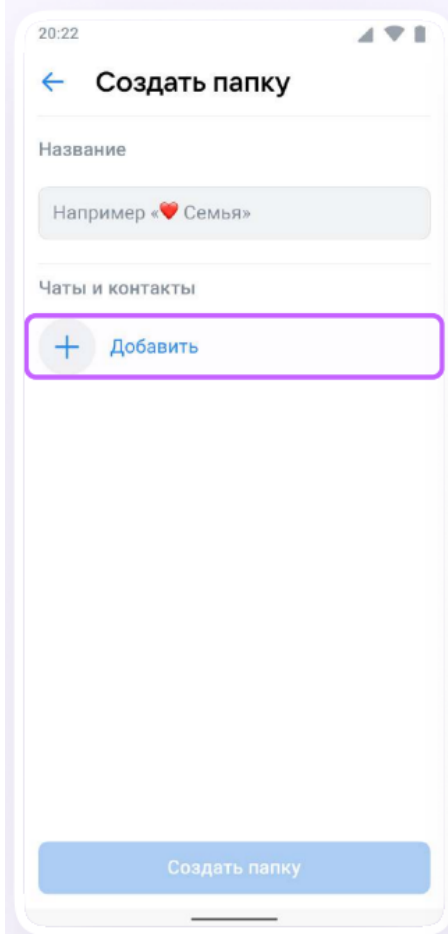 20:22
Создать папку
Название
Например «❤️ Семья»
Чаты и контакты
Добавить
Создать папку